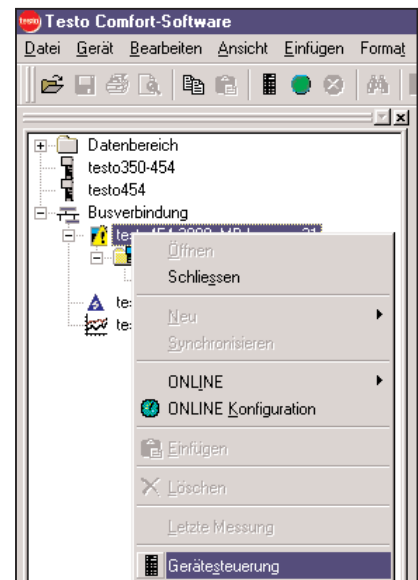 testo Testo Comfort-Software
Datei Gerät Bearbeiten Ansicht Einfügen Format
Datenbereich
testo350-454
testo454
Busverbindung
Öffnen
Schliessen
Neu
Synchronisieren
ONLINE
ONLINE Konfiguration
Einfügen
Löschen
Letzte Messung
Gerätesteuerung